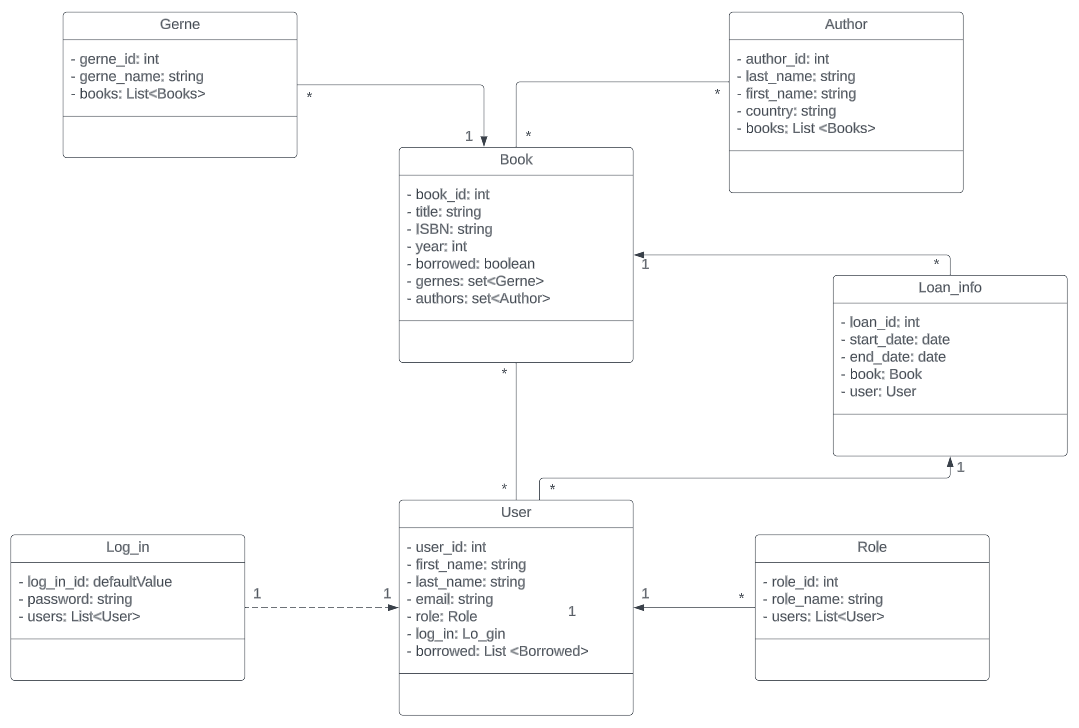 Gerne
- gerne_id: int
- gerne_name: string
- books: List<Books>
*
1
Author
- author_id: int
- last_name: string
- first_name: string
- country: string
- books: List <Books>
*
*
Book
- book_id: int
- title: string
- ISBN: string
- year: int
- borrowed: boolean
- gernes: set<Gerne>
- authors: set<Author>
1
*
Loan_info
- loan_id: int
- start_date: date
- end_date: date
- book: Book
- user: User
*
*
*
1
User
- user_id: int
- first_name: string
- last_name: string
- email: string
- role: Role
- log_in: Lo_gin
- borrowed: List <Borrowed>
1
Log_in
- log_in_id: defaultValue
- password: string
- users: List<User>
1
1
Role
- role_id: int
- role_name: string
- users: List<User>
1
*